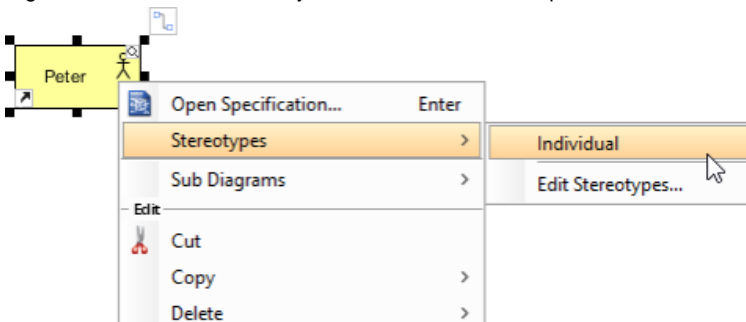 Peter
Open Specification... Enter
Stereotypes >
Individual
Sub Diagrams >
Edit Stereotypes...
Edit
Cut
Copy >
Delete >